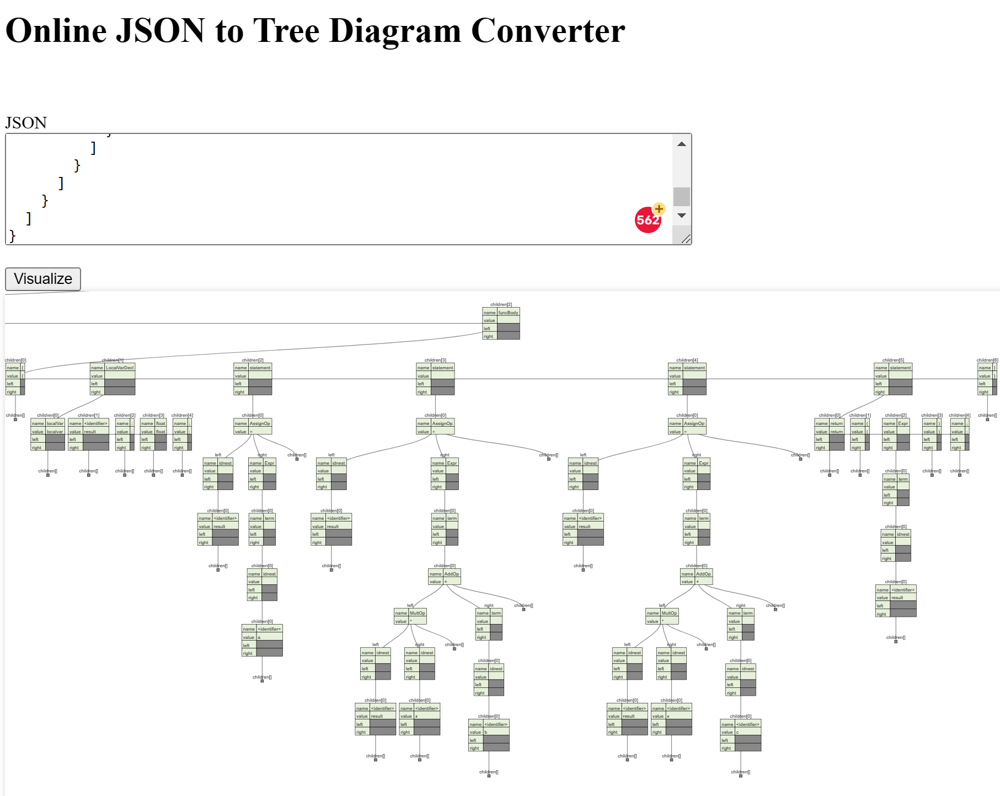 Online JSON to Tree Diagram Converter
JSON
}
]
}
]
}
]
}
562
+
Visualize
children[2]
name funcBody
value
left
right
children[0] children[1] children[2] children[3] children[4] children[5] children[6]
name { name LocalVarDecl name statement name statement name statement name statement name }
value { value value value value value value }
left left left left left left left
right right right right right right right
children[] children[0] children[1] children[2] children[3] children[4] children[0] children[0] children[0] children[0] children[1] children[2] children[3] children[4] children[]
name localVar name <identifier> name : name float name ; name AssignOp name AssignOp name AssignOp name return name ( name Expr name ) name ;
value localvar value result value : value float value ; value = value = value = value return value ( value value ) value ;
left left left left left left left left left left
right right right right right right right right right right
left right children[] left right children[] left right children[]
name idnest name Expr name idnest name Expr name idnest name Expr
value value value value value value
left left left left left left
right right right right right right
children[] children[] children[] children[] children[] children[] children[] children[0] children[] children[]
name term
value
left
right
children[0] children[0] children[0] children[0] children[0] children[0]
name <identifier> name term name <identifier> name term name <identifier> name term
value result value value result value value result value
left left left left left left
right right right right right right
children[0]
name idnest
value
left
right
children[] children[0] children[] children[0] children[] children[0]
name idnest name AddOp name AddOp
value value + value +
left
right
children[0]
name <identifier>
value result
left
right
children[]
left right children[] left right children[]
name MultOp name term name MultOp name term
value * value value * value
left left
right right
children[0]
name <identifier>
value a
left
right
children[]
left right children[] left right children[]
name idnest name idnest name idnest name idnest
value value value value
left left left left
right right right right
children[0] children[0]
name idnest name idnest
value value
left left
right right
children[0] children[0] children[0] children[0]
name <identifier> name <identifier> name <identifier> name <identifier>
value result value x value result value x
left left left left
right right right right
children[0] children[0]
name <identifier> name <identifier>
value b value c
left left
right right
children[] children[] children[] children[]
children[] children[]